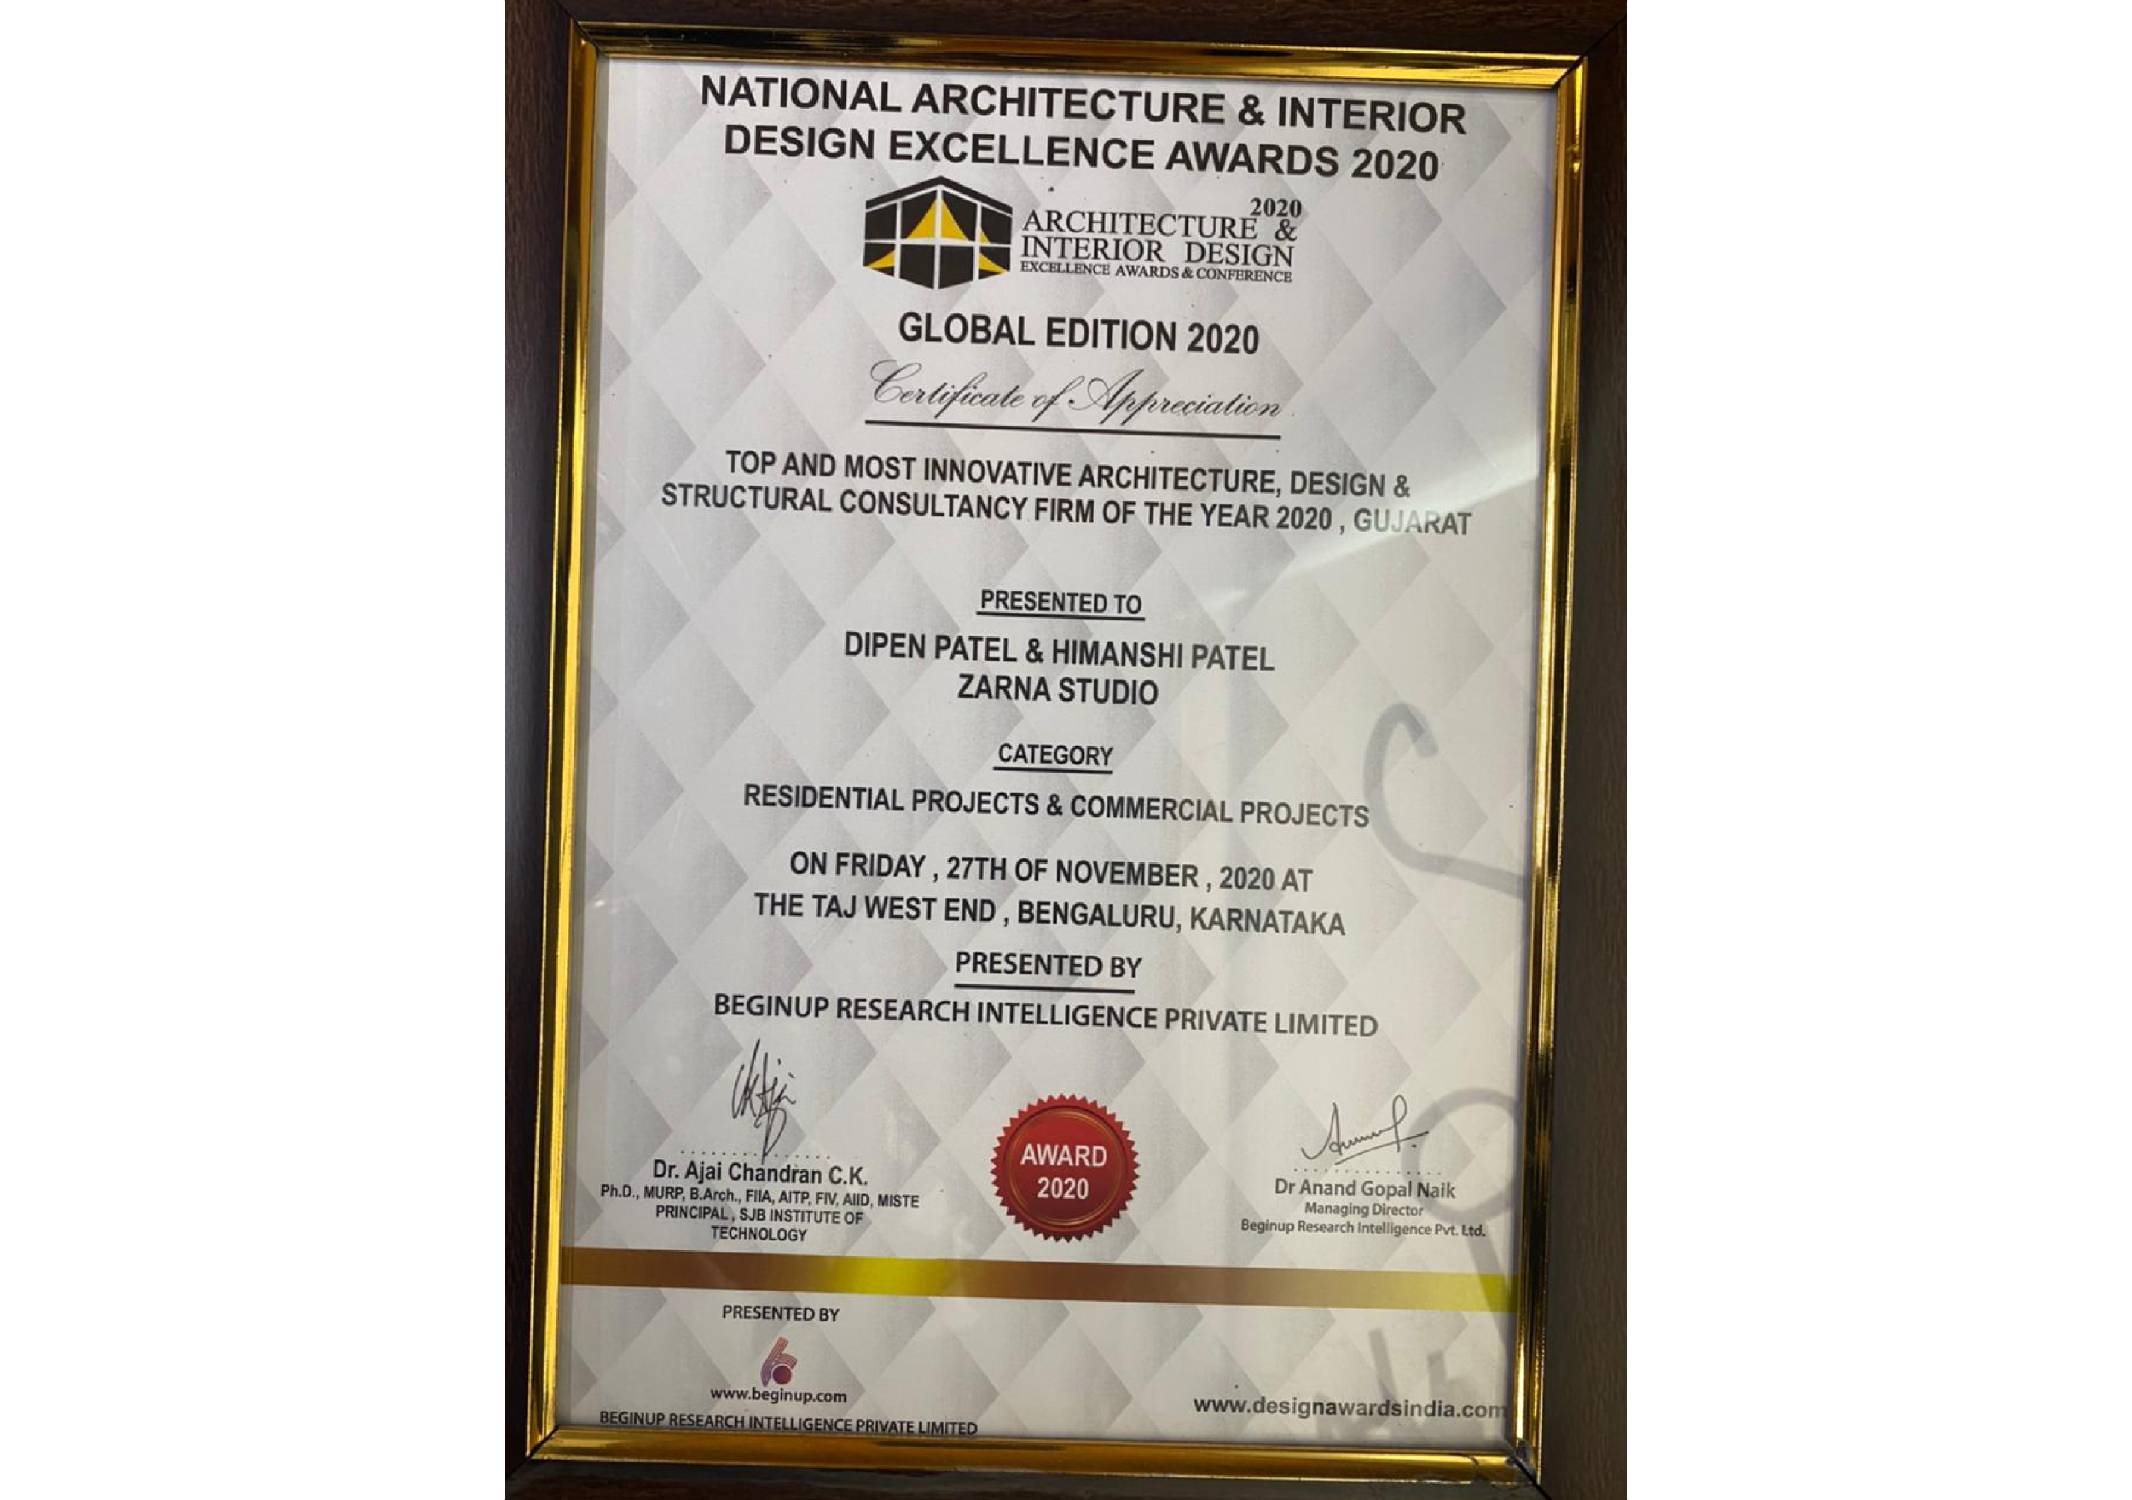 NATIONAL ARCHITECTURE & INTERIOR
DESIGN EXCELLENCE AWARDS 2020
2020
ARCHITECTURE &
INTERIOR DESIGN
EXCELLENCE AWARDS & CONFERENCE
GLOBAL EDITION 2020
Certificate of Appreciation
TOP AND MOST INNOVATIVE ARCHITECTURE, DESIGN &
STRUCTURAL CONSULTANCY FIRM OF THE YEAR 2020 , GUJARAT
PRESENTED TO
DIPEN PATEL & HIMANSHI PATEL
ZARNA STUDIO
CATEGORY
RESIDENTIAL PROJECTS & COMMERCIAL PROJECTS
ON FRIDAY , 27TH OF NOVEMBER , 2020 AT
THE TAJ WEST END , BENGALURU, KARNATAKA
PRESENTED BY
BEGINUP RESEARCH INTELLIGENCE PRIVATE LIMITED
Dr. Ajai Chandran C.K.
Ph.D., MURP, B.Arch., FIIA, AITP, FIV, AIID, MISTE
PRINCIPAL , SJB INSTITUTE OF
TECHNOLOGY
AWARD
2020
Dr Anand Gopal Naik
Managing Director
Beginup Research Intelligence Pvt. Ltd.
PRESENTED BY
www.beginup.com
BEGINUP RESEARCH INTELLIGENCE PRIVATE LIMITED
www.designawardsindia.com